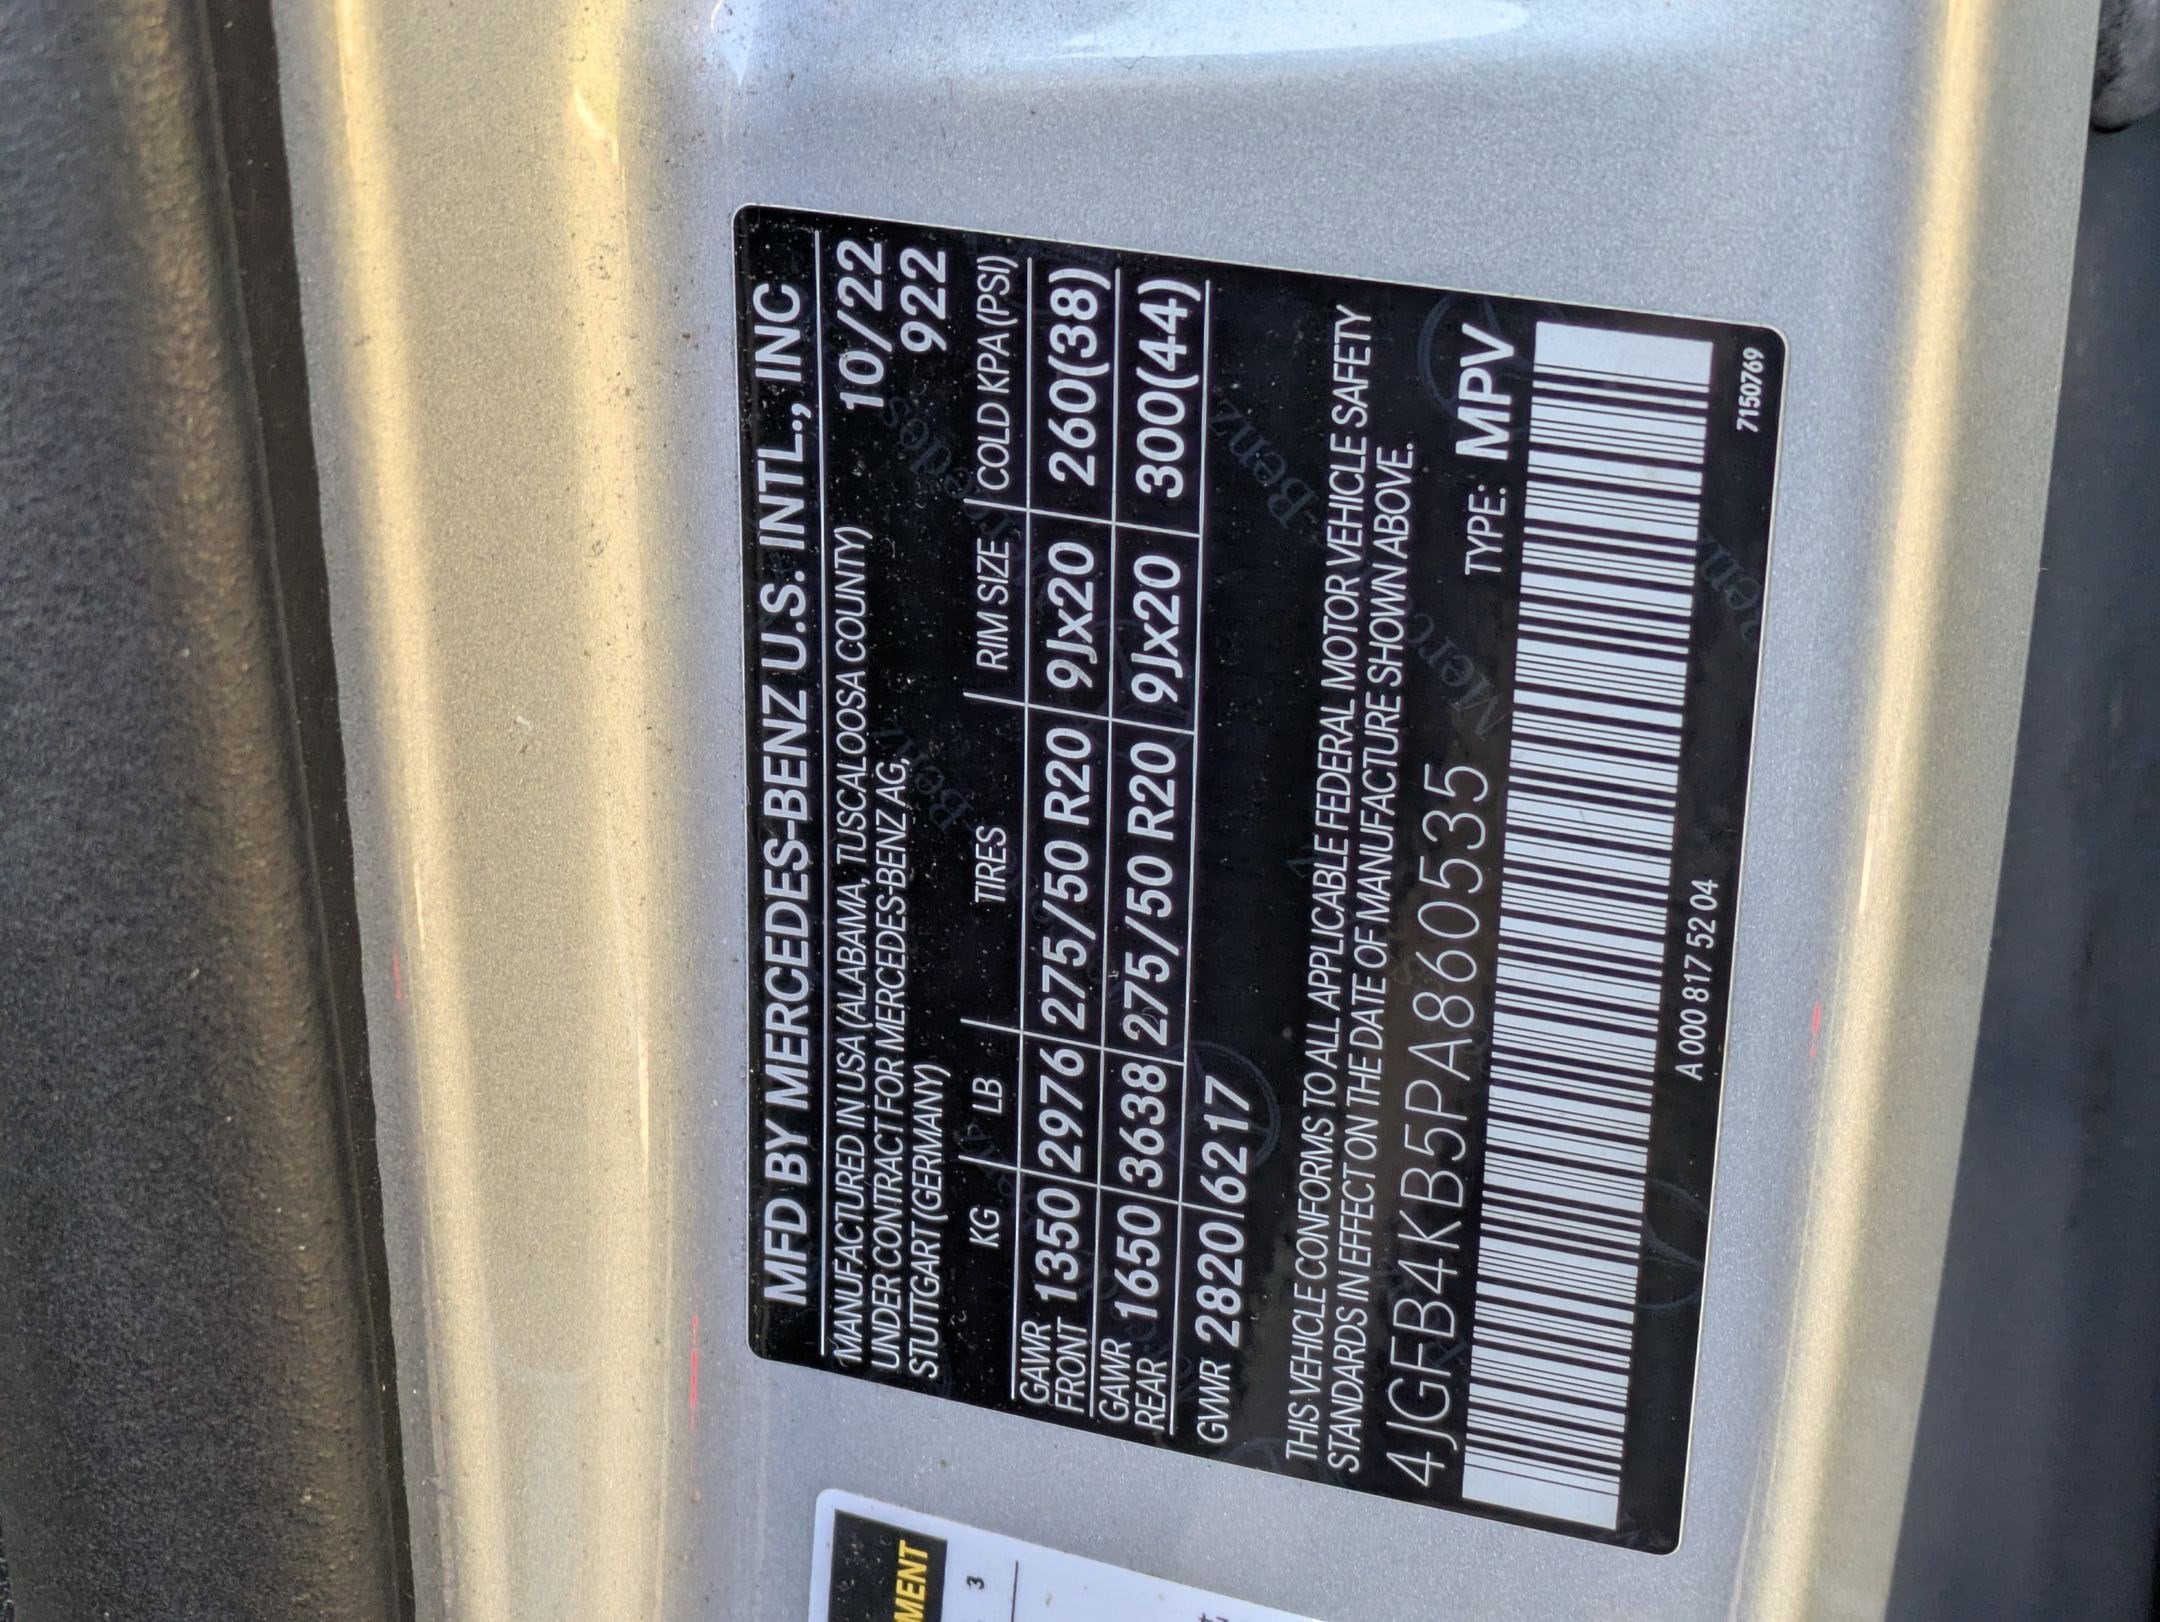 MFD BY MERCEDES-BENZ U.S. INTL., INC
MANUFACTURED IN USA (ALABAMA, TUSCALOOSA COUNTY) 10/22
UNDER CONTRACT FOR MERCEDES-BENZ AG, 922
STUTTGART (GERMANY)
KG LB TIRES RIM SIZE COLD KPA (PSI)
GAWR
FRONT 1350 2976 275/50 R20 9Jx20 260(38)
GAWR
REAR 1650 3638 275/50 R20 9Jx20 300(44)
GVWR 2820 6217
THIS VEHICLE CONFORMS TO ALL APPLICABLE FEDERAL MOTOR VEHICLE SAFETY
STANDARDS IN EFFECT ON THE DATE OF MANUFACTURE SHOWN ABOVE.
4JGFB4KB5PA860535 TYPE: MPV
A 000 817 52 04
7150769
MENT
3